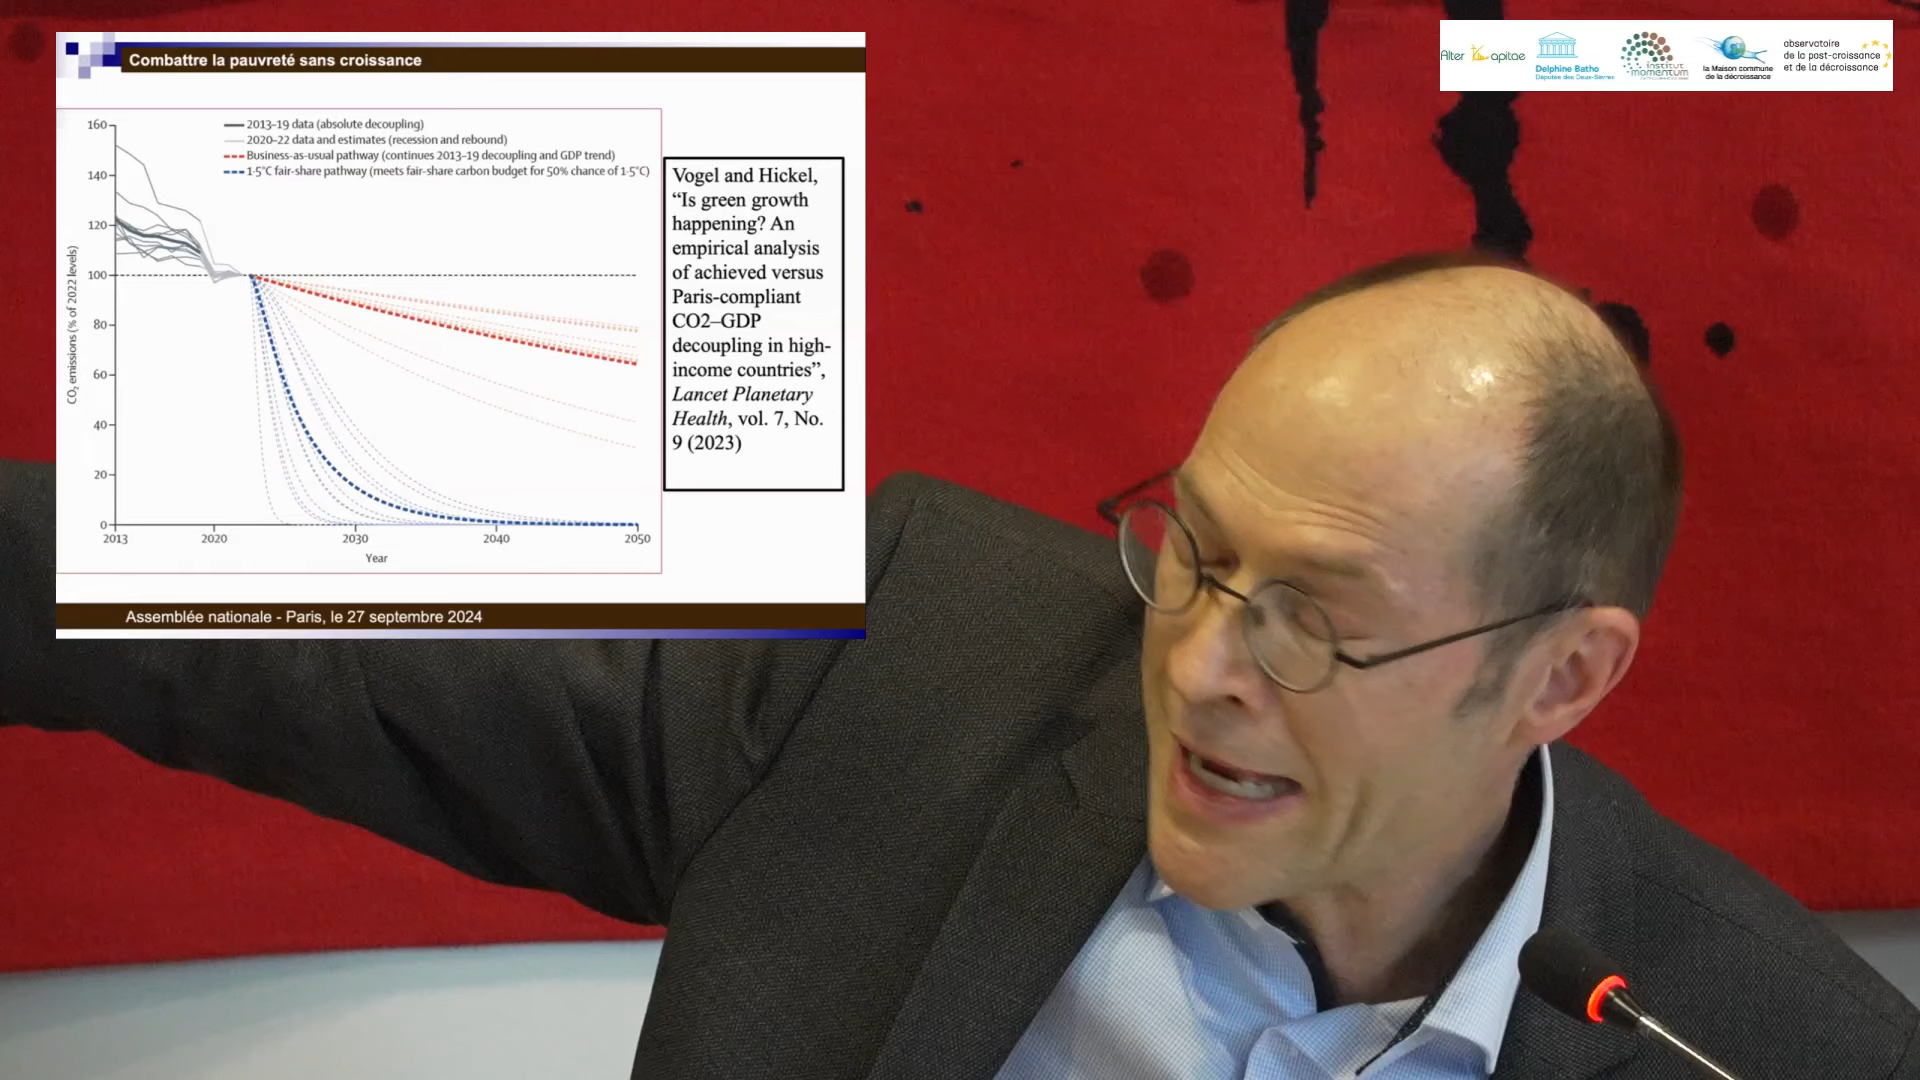 Combattre la pauvreté sans croissance
160
140
120
100
80
60
40
20
0
CO₂ emissions (% of 2022 levels)
2013–19 data (absolute decoupling)
2020–22 data and estimates (recession and rebound)
Business-as-usual pathway (continues 2013–19 decoupling and GDP trend)
1·5°C fair-share pathway (meets fair-share carbon budget for 50% chance of 1·5°C)
2013
2020
2030
2040
2050
Year
Vogel and Hickel,
“Is green growth
happening? An
empirical analysis
of achieved versus
Paris-compliant
CO2–GDP
decoupling in high-
income countries”,
Lancet Planetary
Health, vol. 7, No.
9 (2023)
Assemblée nationale - Paris, le 27 septembre 2024
Alter Kapitae
Delphine Batho
Députée des Deux-Sèvres
institut
momentum
la Maison commune
de la décroissance
observatoire
de la post-croissance
et de la décroissance